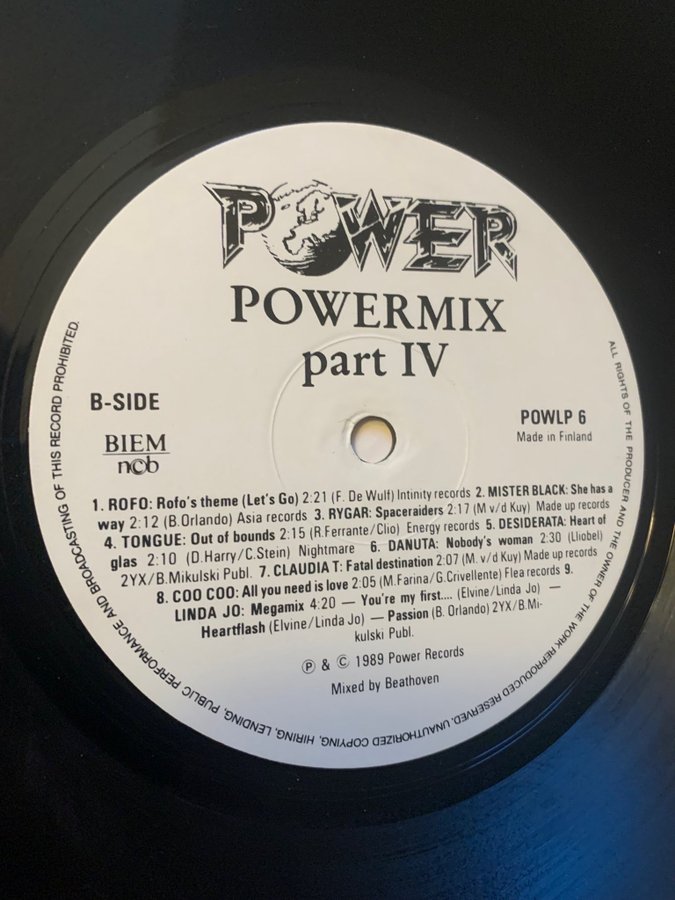 POWER
POWERMIX
part IV
B-SIDE
BIEM
ncb
POWLP 6
Made in Finland
1. ROFO: Rofo's theme (Let's Go) 2:21 (F. De Wulf) Intinity records 2. MISTER BLACK: She has a
way 2:12 (B.Orlando) Asia records 3. RYGAR: Spaceraiders 2:17 (M v/d Kuy) Made up records
4. TONGUE: Out of bounds 2:15 (R.Ferrante/Clio) Energy records 5. DESIDERATA: Heart of
glas 2:10 (D.Harry/C.Stein) Nightmare 6. DANUTA: Nobody's woman 2:30 (Lliobel)
2YX/B.Mikulski Publ. 7. CLAUDIA T: Fatal destination 2:07 (M. v/d Kuy) Made up records
8. COO COO: All you need is love 2:05 (M.Farina/G.Crivellente) Flea records 9.
LINDA JO: Megamix 4:20 — You're my first.... (Elvine/Linda Jo) —
Heartflash (Elvine/Linda Jo) — Passion (B. Orlando) 2YX/B.Mi-
kulski Publ.
Ⓟ & © 1989 Power Records
Mixed by Beathoven
ALL RIGHTS OF THE PRODUCER AND THE OWNER OF THE WORK REPRODUCED RESERVED. UNAUTHORIZED COPYING, HIRING, LENDING, PUBLIC PERFORMANCE AND BROADCASTING OF THIS RECORD PROHIBITED.